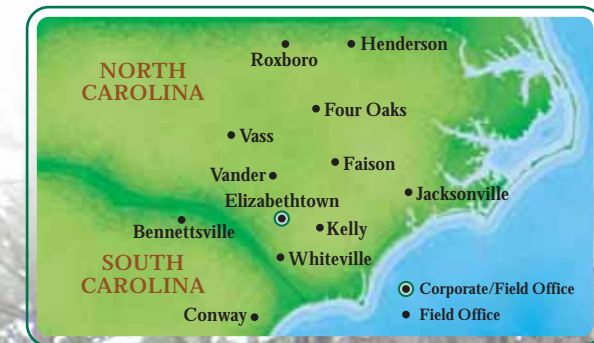 Roxboro
Henderson
NORTH
CAROLINA
Four Oaks
Vass
Faison
Vander
Jacksonville
Elizabethtown
Bennettsville
Kelly
Whiteville
SOUTH
CAROLINA
Corporate/Field Office
Conway
Field Office